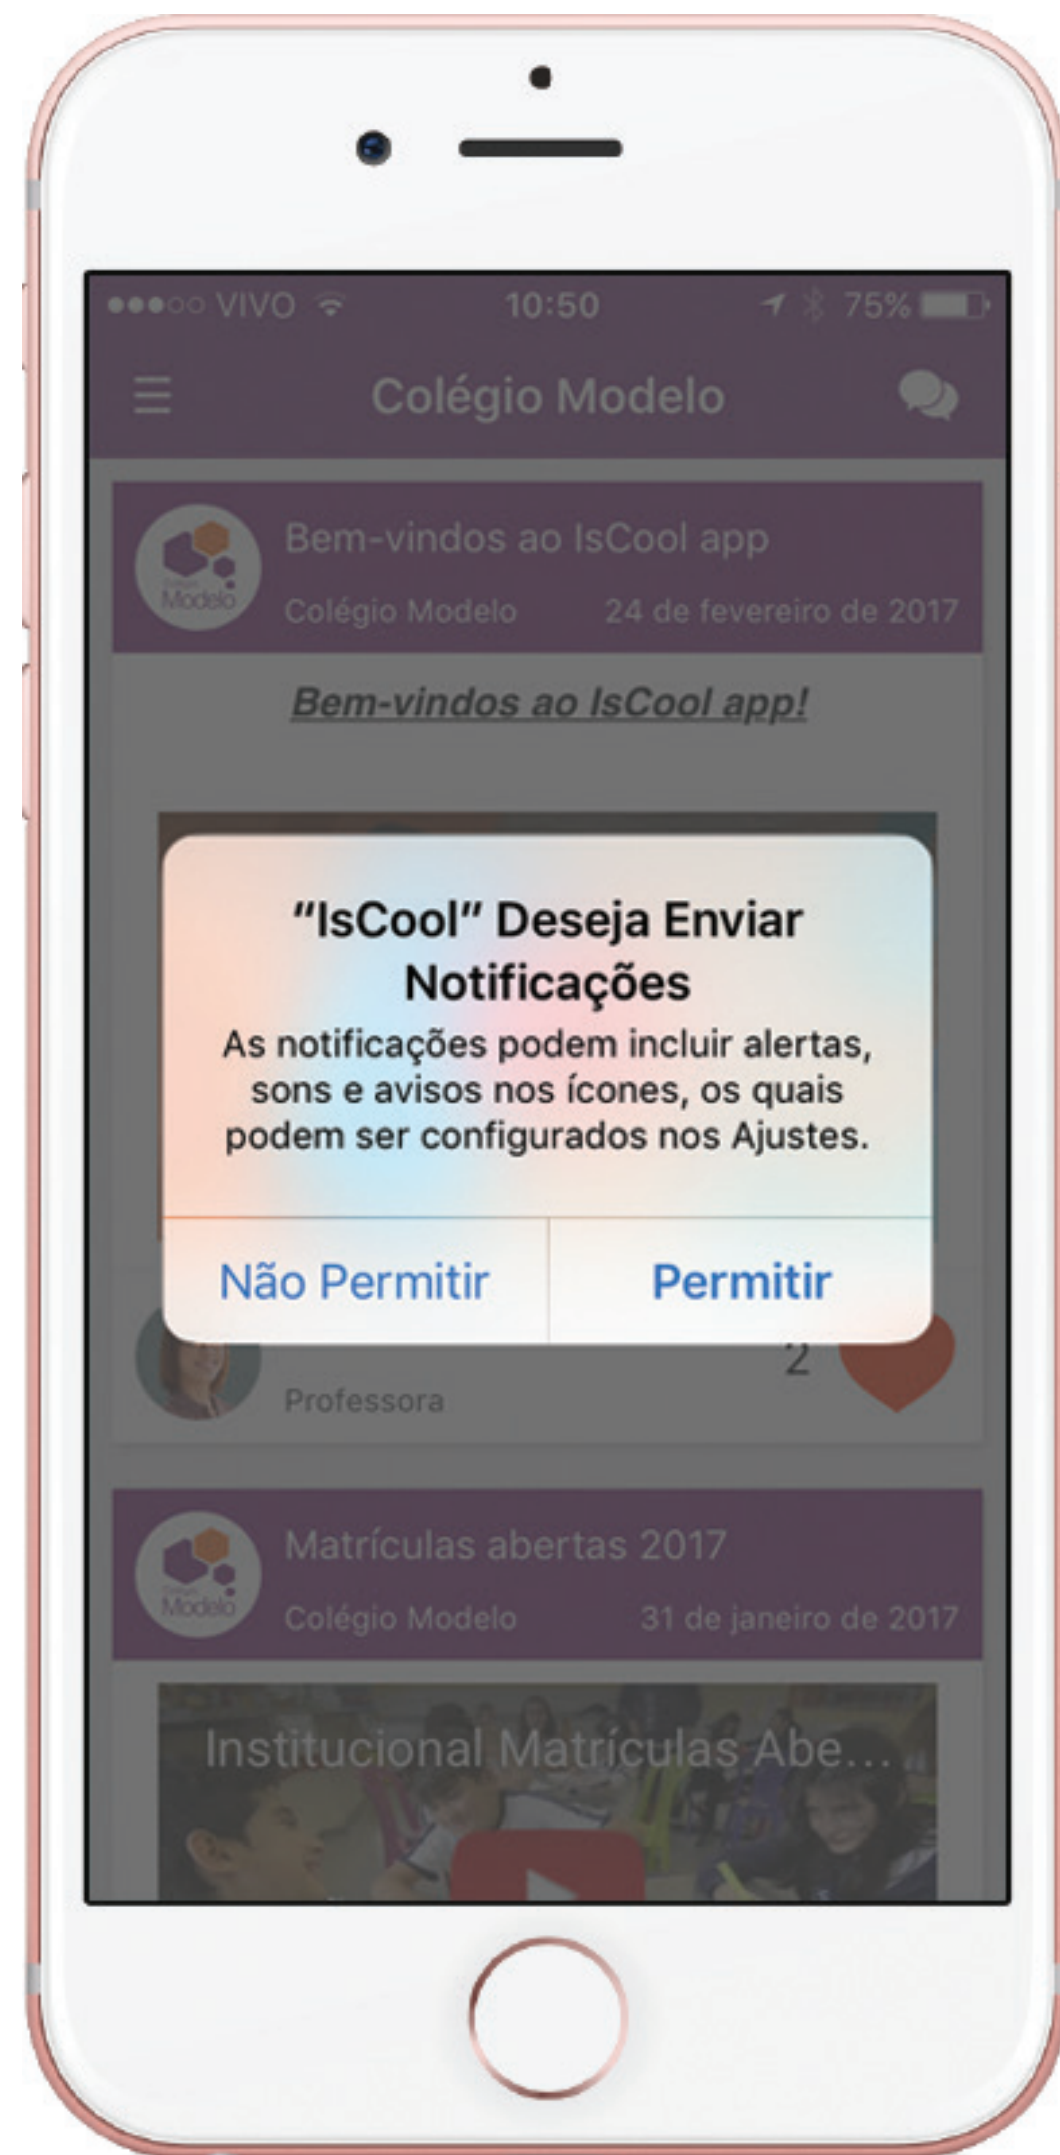 ●●●○○ VIVO 10:50 75%
Colégio Modelo
Bem-vindos ao IsCool app
Modelo
Colégio Modelo 24 de fevereiro de 2017
Bem-vindos ao IsCool app!
"IsCool" Deseja Enviar
Notificações
As notificações podem incluir alertas,
sons e avisos nos ícones, os quais
podem ser configurados nos Ajustes.
Não Permitir Permitir
2
Professora
Matrículas abertas 2017
Modelo
Colégio Modelo 31 de janeiro de 2017
Institucional Matrículas Abe...